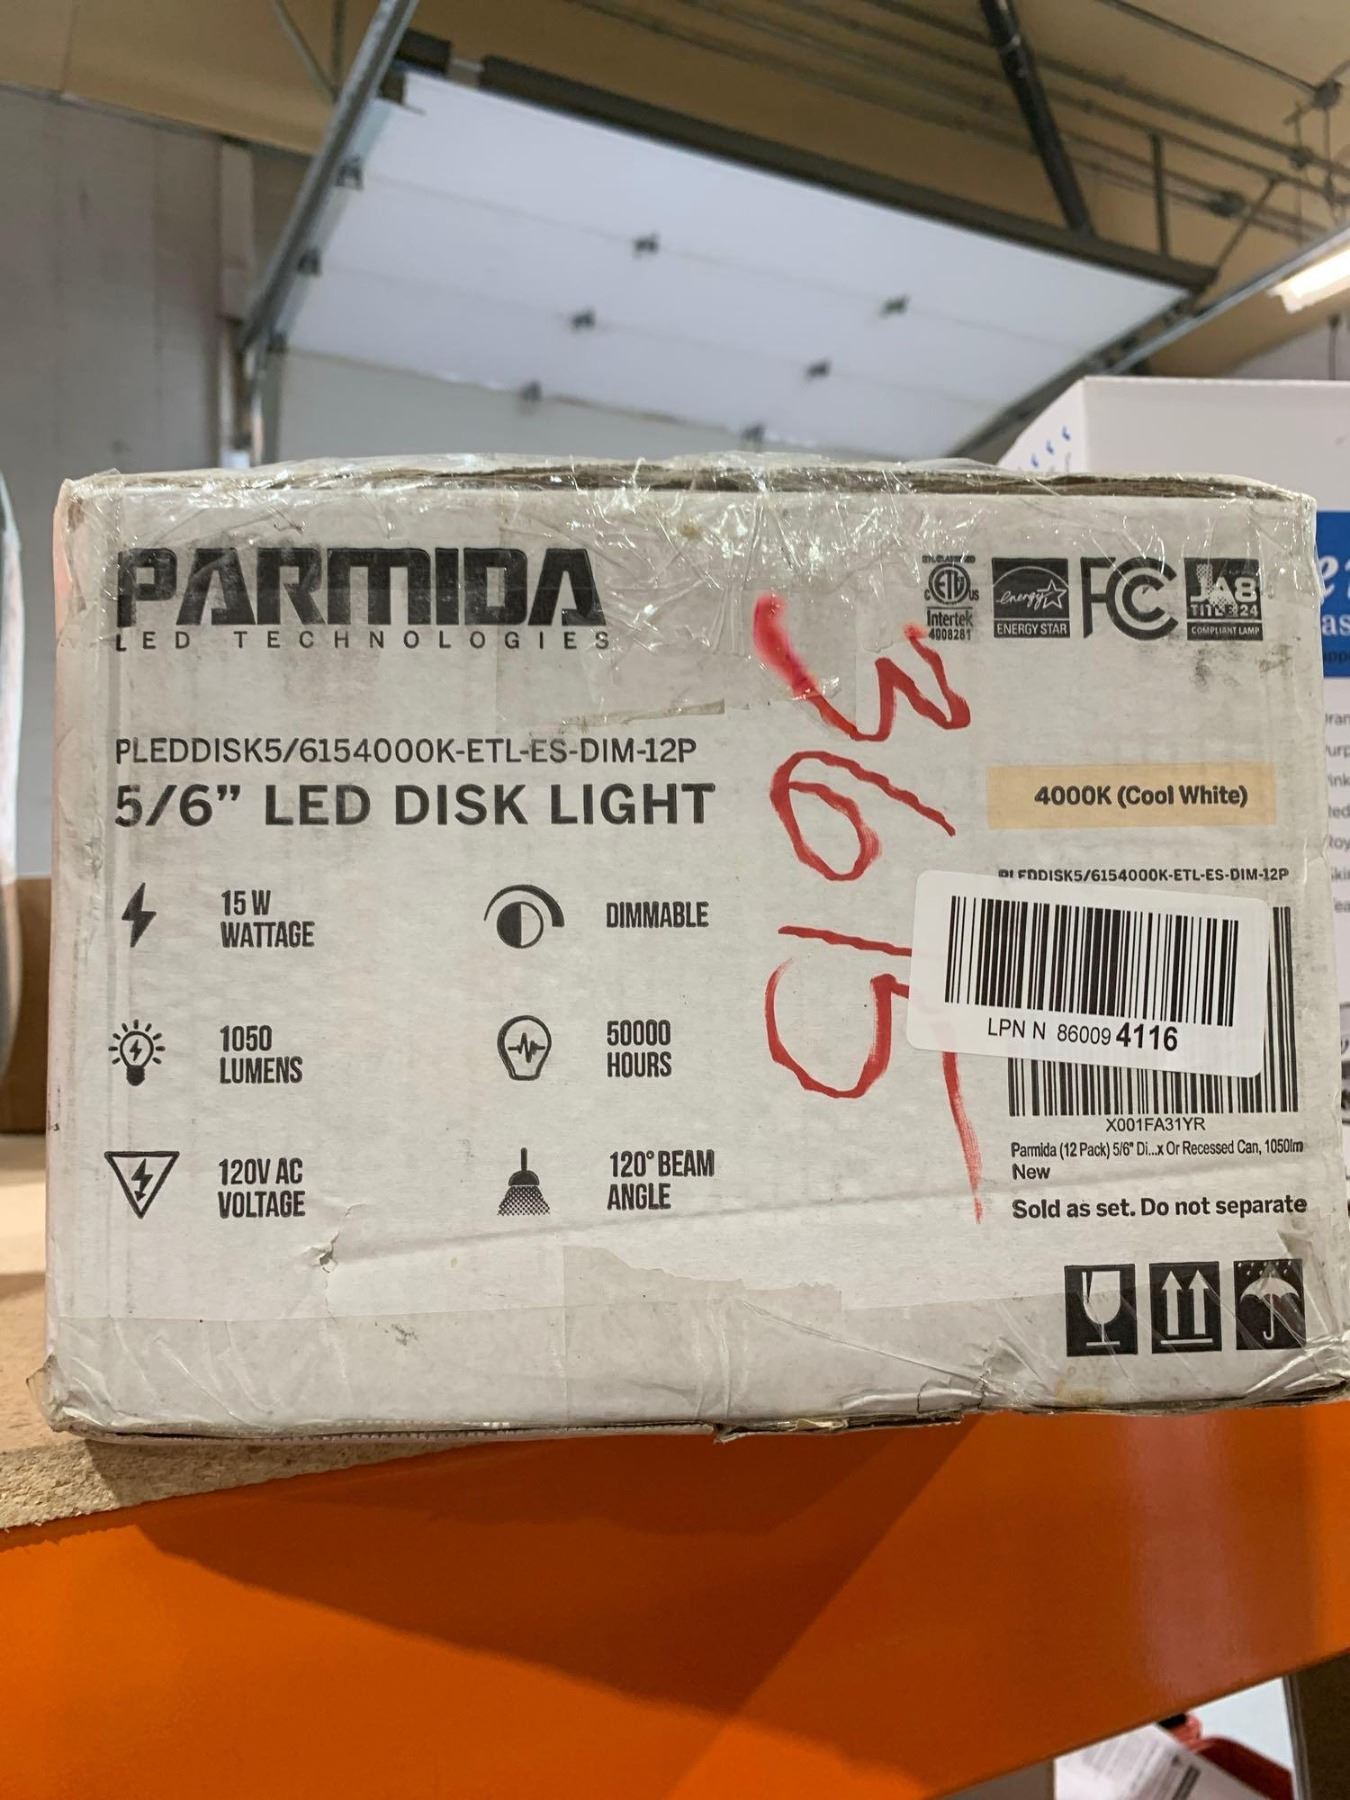 PARMIDA
LED TECHNOLOGIES
Intertek
4008281
energy
ENERGY STAR
FC
JA8
TITLE 24
COMPLIANT LAMP
PLEDDISK5/6154000K-ETL-ES-DIM-12P
5/6" LED DISK LIGHT
4000K (Cool White)
PLEDDISK5/6154000K-ETL-ES-DIM-12P
15 W
WATTAGE
DIMMABLE
1050
LUMENS
50000
HOURS
120V AC
VOLTAGE
120° BEAM
ANGLE
LPN N 860094116
X001FA31YR
Parmida (12 Pack) 5/6" Di...x Or Recessed Can, 1050lm
New
Sold as set. Do not separate